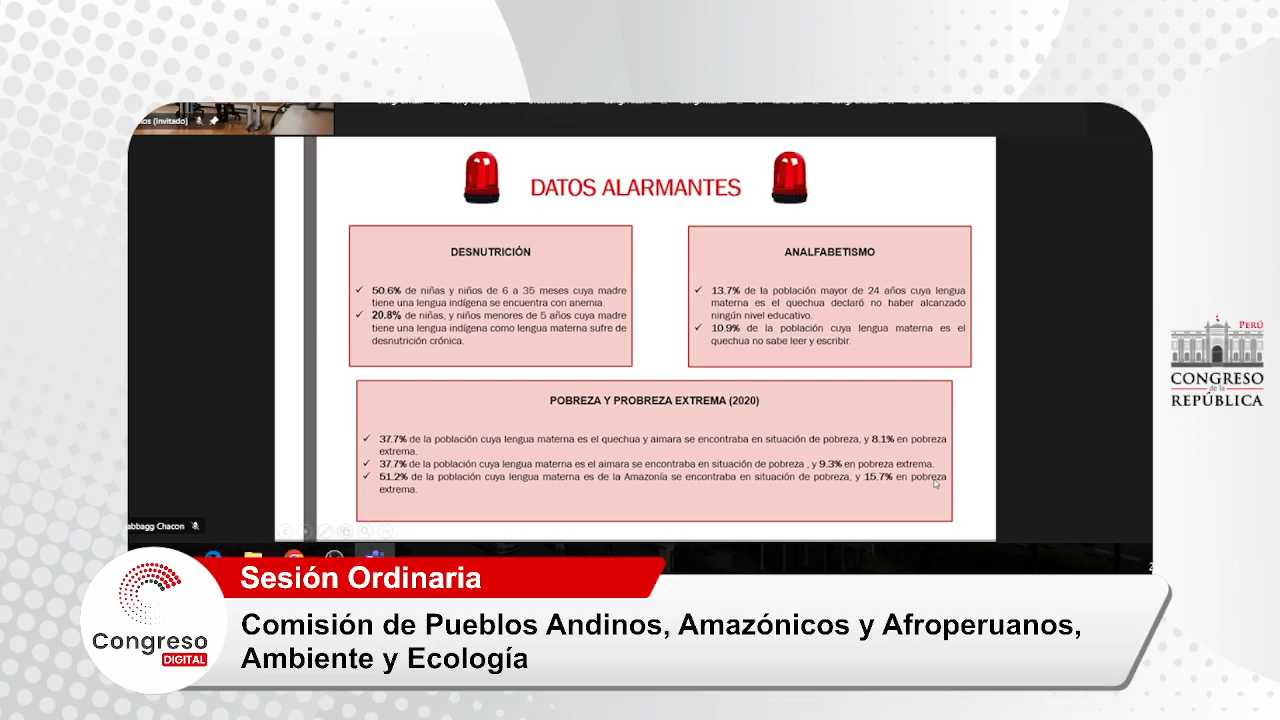 (Invitado)
DATOS ALARMANTES
DESNUTRICIÓN
50.6% de niñas y niños de 6 a 35 meses cuya madre
tiene una lengua indígena se encuentra con anemia.
20.8% de niñas, y niños menores de 5 años cuya madre
tiene una lengua indígena como lengua materna sufre de
desnutrición crónica.
ANALFABETISMO
13.7% de la población mayor de 24 años cuya lengua
materna es el quechua declaró no haber alcanzado
ningún nivel educativo.
10.9% de la población cuya lengua materna es el
quechua no sabe leer y escribir.
POBREZA Y PROBREZA EXTREMA (2020)
37.7% de la población cuya lengua materna es el quechua y aimara se encontraba en situación de pobreza, y 8.1% en pobreza
extrema.
37.7% de la población cuya lengua materna es el aimara se encontraba en situación de pobreza , y 9.3% en pobreza extrema.
51.2% de la población cuya lengua materna es de la Amazonía se encontraba en situación de pobreza, y 15.7% en pobreza
extrema.
abbagg Chacon
PERÚ
CONGRESO
de la
REPÚBLICA
Sesión Ordinaria
Comisión de Pueblos Andinos, Amazónicos y Afroperuanos,
Ambiente y Ecología
Congreso
DIGITAL